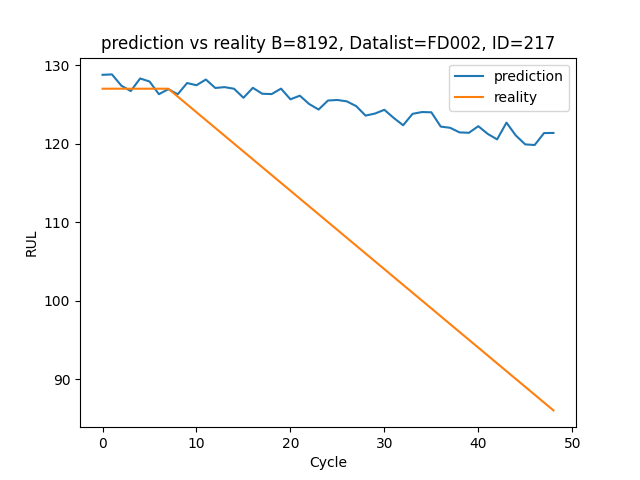 prediction vs reality B=8192, Datalist=FD002, ID=217
prediction
reality
130
120
110
100
90
RUL
0 10 20 30 40 50
Cycle